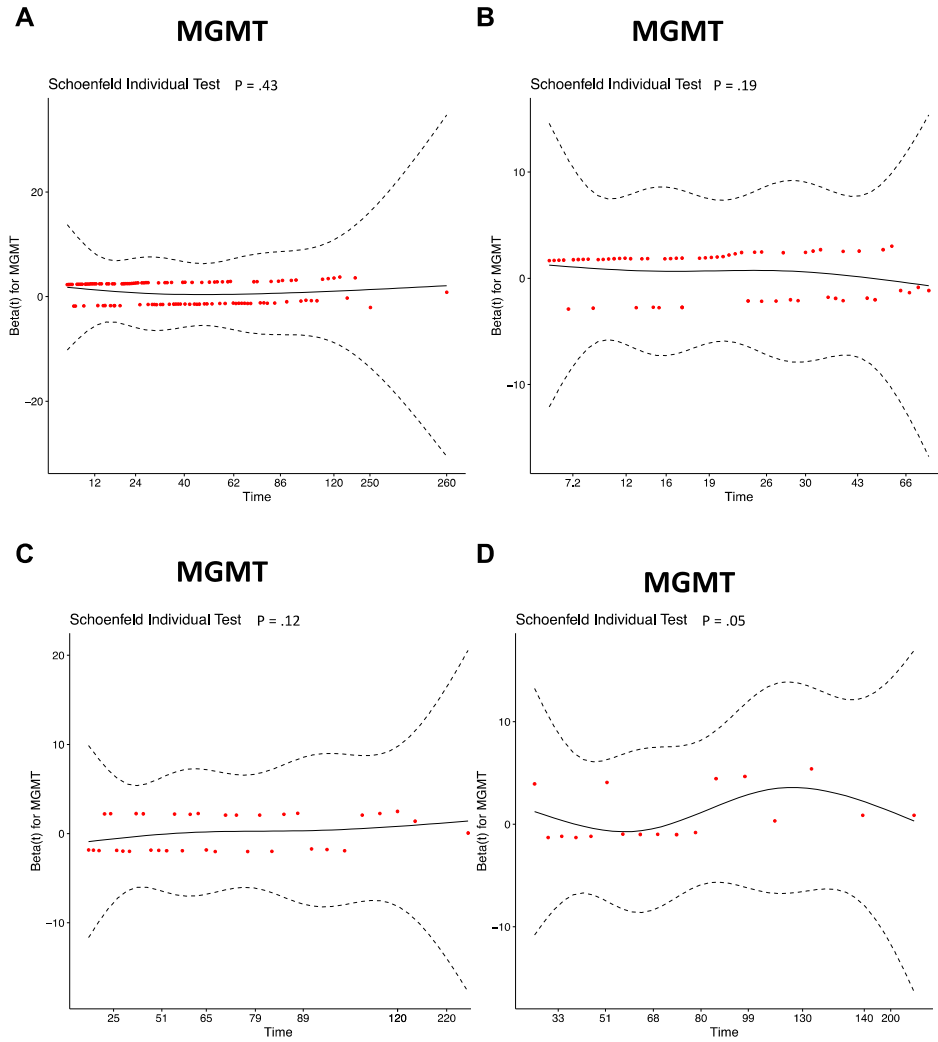 A
MGMT
Schoenfeld Individual Test P = .43
Beta(t) for MGMT
20
0
−20
12 24 40 62 86 120 250 260
Time
B
MGMT
Schoenfeld Individual Test P = .19
Beta(t) for MGMT
10
0
−10
7.2 12 16 19 26 30 43 66
Time
C
MGMT
Schoenfeld Individual Test P = .12
Beta(t) for MGMT
20
10
0
−10
25 51 65 79 89 120 220
Time
D
MGMT
Schoenfeld Individual Test P = .05
Beta(t) for MGMT
10
0
−10
33 51 68 80 99 130 140 200
Time